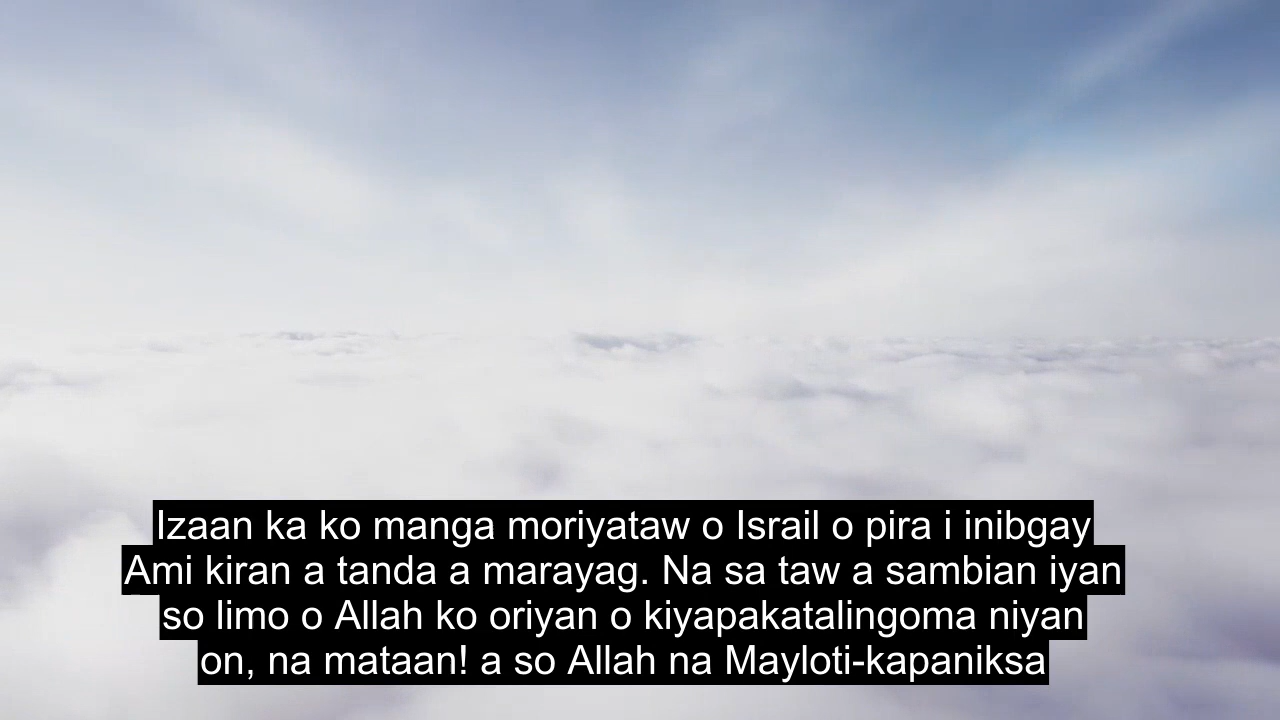 Izaan ka ko manga moriyataw o Israil o pira i inibgay
Ami kiran a tanda a marayag. Na sa taw a sambian iyan
so limo o Allah ko oriyan o kiyapakatalingoma niyan
on, na mataan! a so Allah na Mayloti-kapaniksa